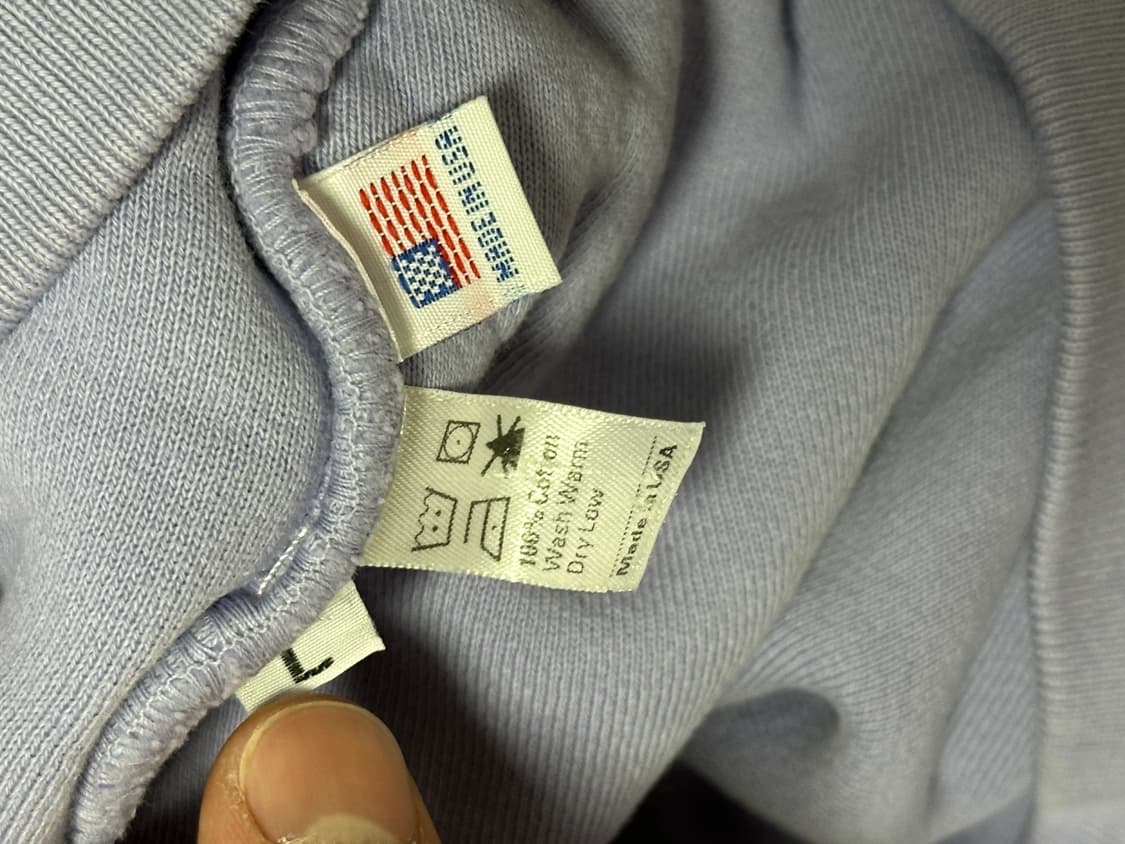 MADE IN USA
100% Cotton
Wash Warm
Dry Low
Made in USA
L